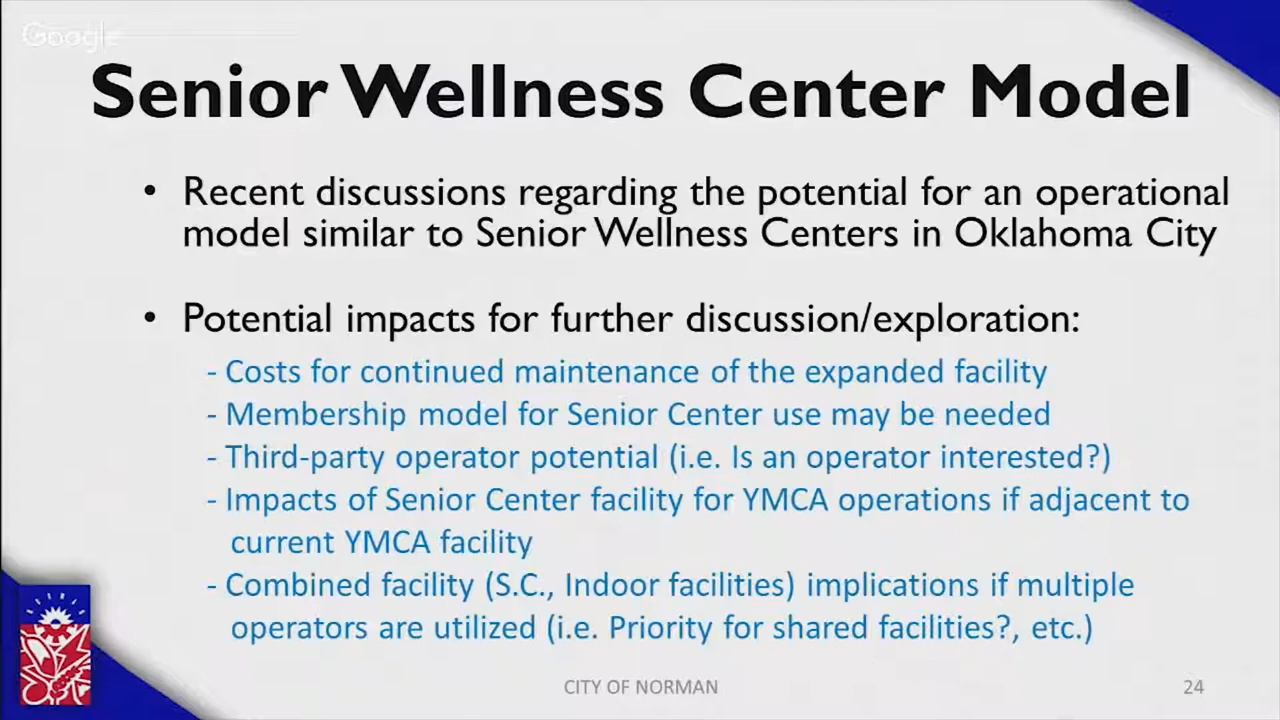 Google
Senior Wellness Center Model
• Recent discussions regarding the potential for an operational
model similar to Senior Wellness Centers in Oklahoma City
• Potential impacts for further discussion/exploration:
- Costs for continued maintenance of the expanded facility
- Membership model for Senior Center use may be needed
- Third-party operator potential (i.e. Is an operator interested?)
- Impacts of Senior Center facility for YMCA operations if adjacent to
current YMCA facility
- Combined facility (S.C., Indoor facilities) implications if multiple
operators are utilized (i.e. Priority for shared facilities?, etc.)
NORMAN
CITY OF NORMAN
24